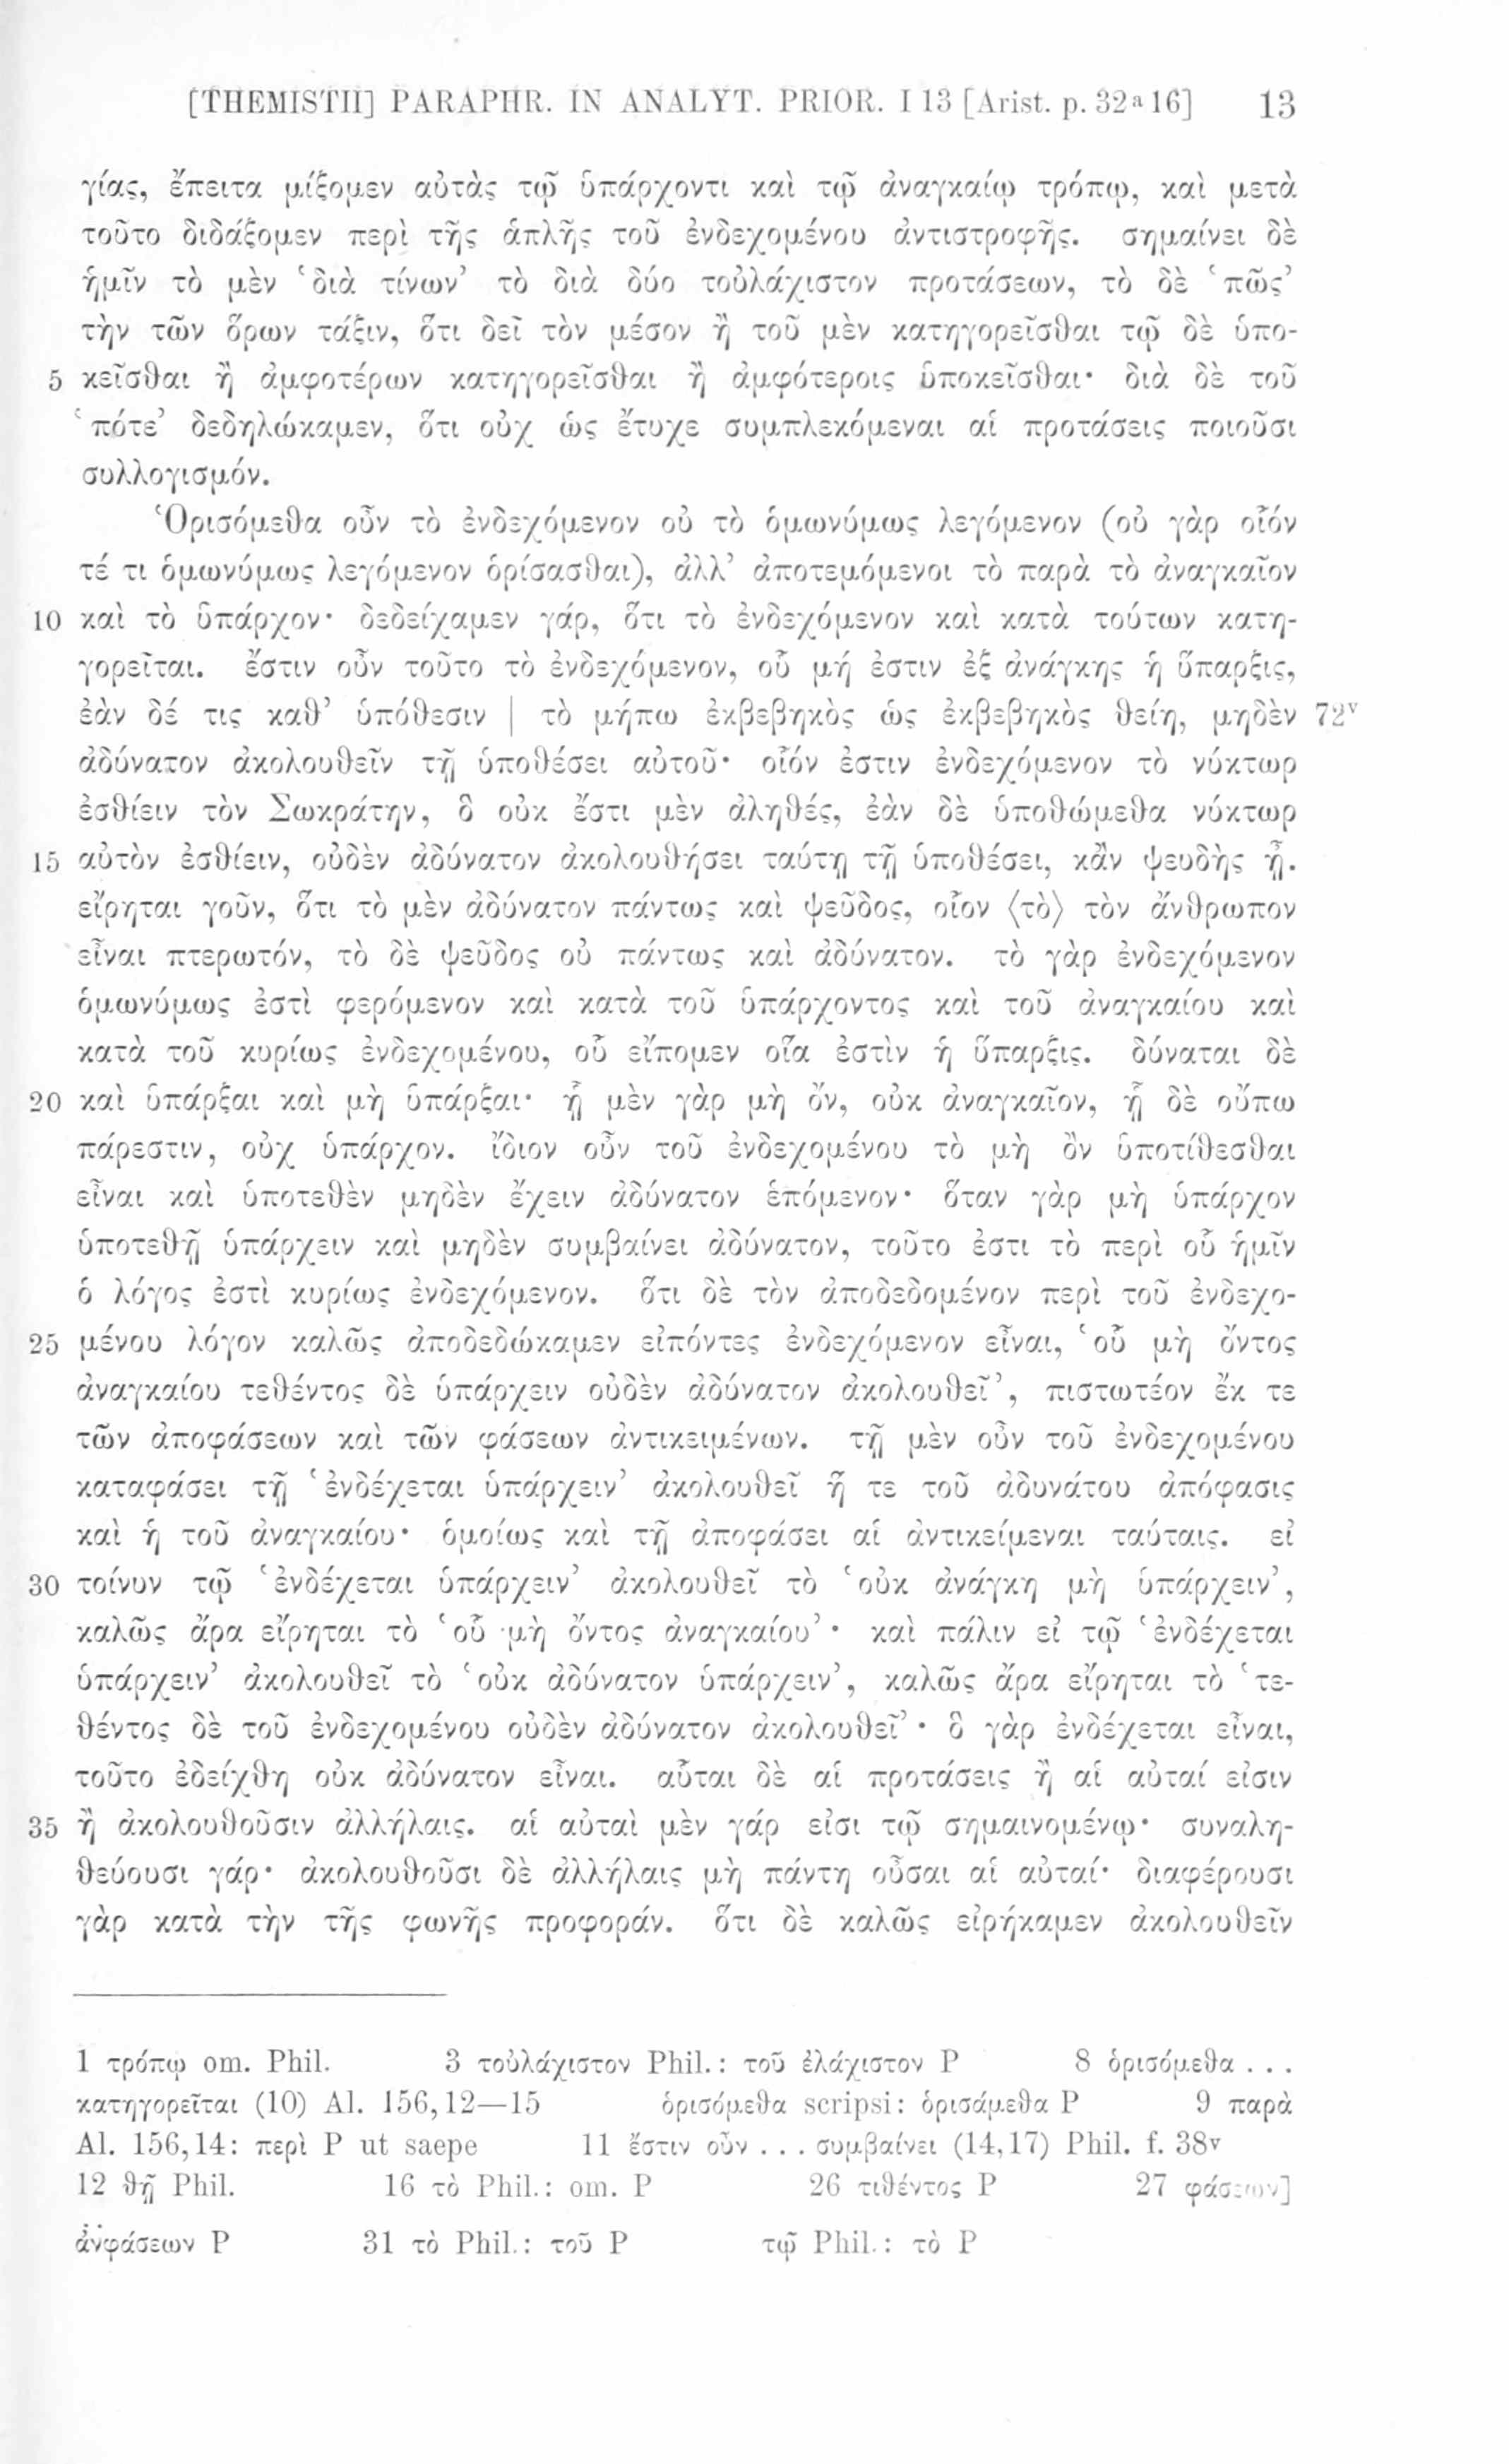 [THEMISTII] PARAPHR. IN ANALYT. PRIOR. I 13 [Arist. p. 32ᵃ16] 13
γίας, ἔπειτα μίξομεν αὐτὰς τῷ ὑπάρχοντι καὶ τῷ ἀναγκαίῳ τρόπῳ, καὶ μετὰ
τοῦτο διδάξομεν περὶ τῆς ἁπλῆς τοῦ ἐνδεχομένου ἀντιστροφῆς. σημαίνει δὲ
ἡμῖν τὸ μὲν ‘διὰ τίνων’ τὸ διὰ δύο τοὐλάχιστον προτάσεων, τὸ δὲ ‘πῶς’
τὴν τῶν ὅρων τάξιν, ὅτι δεῖ τὸν μέσον ἢ τοῦ μὲν κατηγορεῖσθαι τῷ δὲ ὑπο-
5 κεῖσθαι ἢ ἀμφοτέρων κατηγορεῖσθαι ἢ ἀμφότεροις ὑποκεῖσθαι· διὰ δὲ τοῦ
‘πότε’ δεδηλώκαμεν, ὅτι οὐχ ὡς ἔτυχε συμπλεκόμεναι αἱ προτάσεις ποιοῦσι
συλλογισμόν.
Ὁρισόμεθα οὖν τὸ ἐνδεχόμενον οὐ τὸ ὁμωνύμως λεγόμενον (οὐ γὰρ οἷόν
τέ τι ὁμωνύμως λεγόμενον ὁρίσασθαι), ἀλλ’ ἀποτεμόμενοι τὸ παρὰ τὸ ἀναγκαῖον
10 καὶ τὸ ὑπάρχον· δεδείχαμεν γάρ, ὅτι τὸ ἐνδεχόμενον καὶ κατὰ τούτων κατη-
γορεῖται. ἔστιν οὖν τοῦτο τὸ ἐνδεχόμενον, οὗ μή ἐστιν ἐξ ἀνάγκης ἡ ὕπαρξις,
ἐὰν δέ τις καθ’ ὑπόθεσιν | τὸ μήπω ἐκβεβηκὸς ὡς ἐκβεβηκὸς θείη, μηδὲν 72ᵛ
ἀδύνατον ἀκολουθεῖν τῇ ὑποθέσει αὐτοῦ· οἷόν ἐστιν ἐνδεχόμενον τὸ νύκτωρ
ἐσθίειν τὸν Σωκράτην, ὃ οὐκ ἔστι μὲν ἀληθές, ἐὰν δὲ ὑποθώμεθα νύκτωρ
15 αὐτὸν ἐσθίειν, οὐδὲν ἀδύνατον ἀκολουθήσει ταύτῃ τῇ ὑποθέσει, κἂν ψευδὴς ᾖ.
εἴρηται γοῦν, ὅτι τὸ μὲν ἀδύνατον πάντως καὶ ψεῦδος, οἷον ⟨τὸ⟩ τὸν ἄνθρωπον
εἶναι πτερωτόν, τὸ δὲ ψεῦδος οὐ πάντως καὶ ἀδύνατον. τὸ γὰρ ἐνδεχόμενον
ὁμωνύμως ἐστὶ φερόμενον καὶ κατὰ τοῦ ὑπάρχοντος καὶ τοῦ ἀναγκαίου καὶ
κατὰ τοῦ κυρίως ἐνδεχομένου, οὗ εἴπομεν οἵα ἐστὶν ἡ ὕπαρξις. δύναται δὲ
20 καὶ ὑπάρξαι καὶ μὴ ὑπάρξαι· ᾗ μὲν γὰρ μὴ ὄν, οὐκ ἀναγκαῖον, ᾗ δὲ οὔπω
πάρεστιν, οὐχ ὑπάρχον. ἴδιον οὖν τοῦ ἐνδεχομένου τὸ μὴ ὂν ὑποτίθεσθαι
εἶναι καὶ ὑποτεθὲν μηδὲν ἔχειν ἀδύνατον ἑπόμενον· ὅταν γὰρ μὴ ὑπάρχον
ὑποτεθῇ ὑπάρχειν καὶ μηδὲν συμβαίνει ἀδύνατον, τοῦτο ἐστι τὸ περὶ οὗ ἡμῖν
ὁ λόγος ἐστὶ κυρίως ἐνδεχόμενον. ὅτι δὲ τὸν ἀποδεδομένον περὶ τοῦ ἐνδεχο-
25 μένου λόγον καλῶς ἀποδεδώκαμεν εἰπόντες ἐνδεχόμενον εἶναι, ‘οὗ μὴ ὄντος
ἀναγκαίου τεθέντος δὲ ὑπάρχειν οὐδὲν ἀδύνατον ἀκολουθεῖ’, πιστωτέον ἔκ τε
τῶν ἀποφάσεων καὶ τῶν φάσεων ἀντικειμένων. τῇ μὲν οὖν τοῦ ἐνδεχομένου
καταφάσει τῇ ‘ἐνδέχεται ὑπάρχειν’ ἀκολουθεῖ ἥ τε τοῦ ἀδυνάτου ἀπόφασις
καὶ ἡ τοῦ ἀναγκαίου· ὁμοίως καὶ τῇ ἀποφάσει αἱ ἀντικείμεναι ταύταις. εἰ
30 τοίνυν τῷ ‘ἐνδέχεται ὑπάρχειν’ ἀκολουθεῖ τὸ ‘οὐκ ἀνάγκη μὴ ὑπάρχειν’,
καλῶς ἄρα εἴρηται τὸ ‘οὗ μὴ ὄντος ἀναγκαίου’· καὶ πάλιν εἰ τῷ ‘ἐνδέχεται
ὑπάρχειν’ ἀκολουθεῖ τὸ ‘οὐκ ἀδύνατον ὑπάρχειν’, καλῶς ἄρα εἴρηται τὸ ‘τε-
θέντος δὲ τοῦ ἐνδεχομένου οὐδὲν ἀδύνατον ἀκολουθεῖ’· ὃ γὰρ ἐνδέχεται εἶναι,
τοῦτο ἐδείχθη οὐκ ἀδύνατον εἶναι. αὗται δὲ αἱ προτάσεις ἢ αἱ αὐταί εἰσιν
35 ἢ ἀκολουθοῦσιν ἀλλήλαις. αἱ αὐταὶ μὲν γάρ εἰσι τῷ σημαινομένῳ· συναλη-
θεύουσι γάρ· ἀκολουθοῦσι δὲ ἀλλήλαις μὴ πάντη οὖσαι αἱ αὐταί· διαφέρουσι
γὰρ κατὰ τὴν τῆς φωνῆς προφοράν. ὅτι δὲ καλῶς εἰρήκαμεν ἀκολουθεῖν
1 τρόπῳ om. Phil. 3 τοὐλάχιστον Phil.: τοῦ ἐλάχιστον P 8 ὁρισόμεθα . . .
κατηγορεῖται (10) Al. 156,12—15 ὁρισόμεθα scripsi: ὁρισάμεθα P 9 παρὰ
Al. 156,14: περὶ P ut saepe 11 ἔστιν οὖν . . . συμβαίνει (14,17) Phil. f. 38ᵛ
12 θῇ Phil. 16 τὸ Phil.: om. P 26 τιθέντος P 27 φάσεων]
ἀνφάσεων P 31 τὸ Phil.: τοῦ P τῷ Phil.: τὸ P